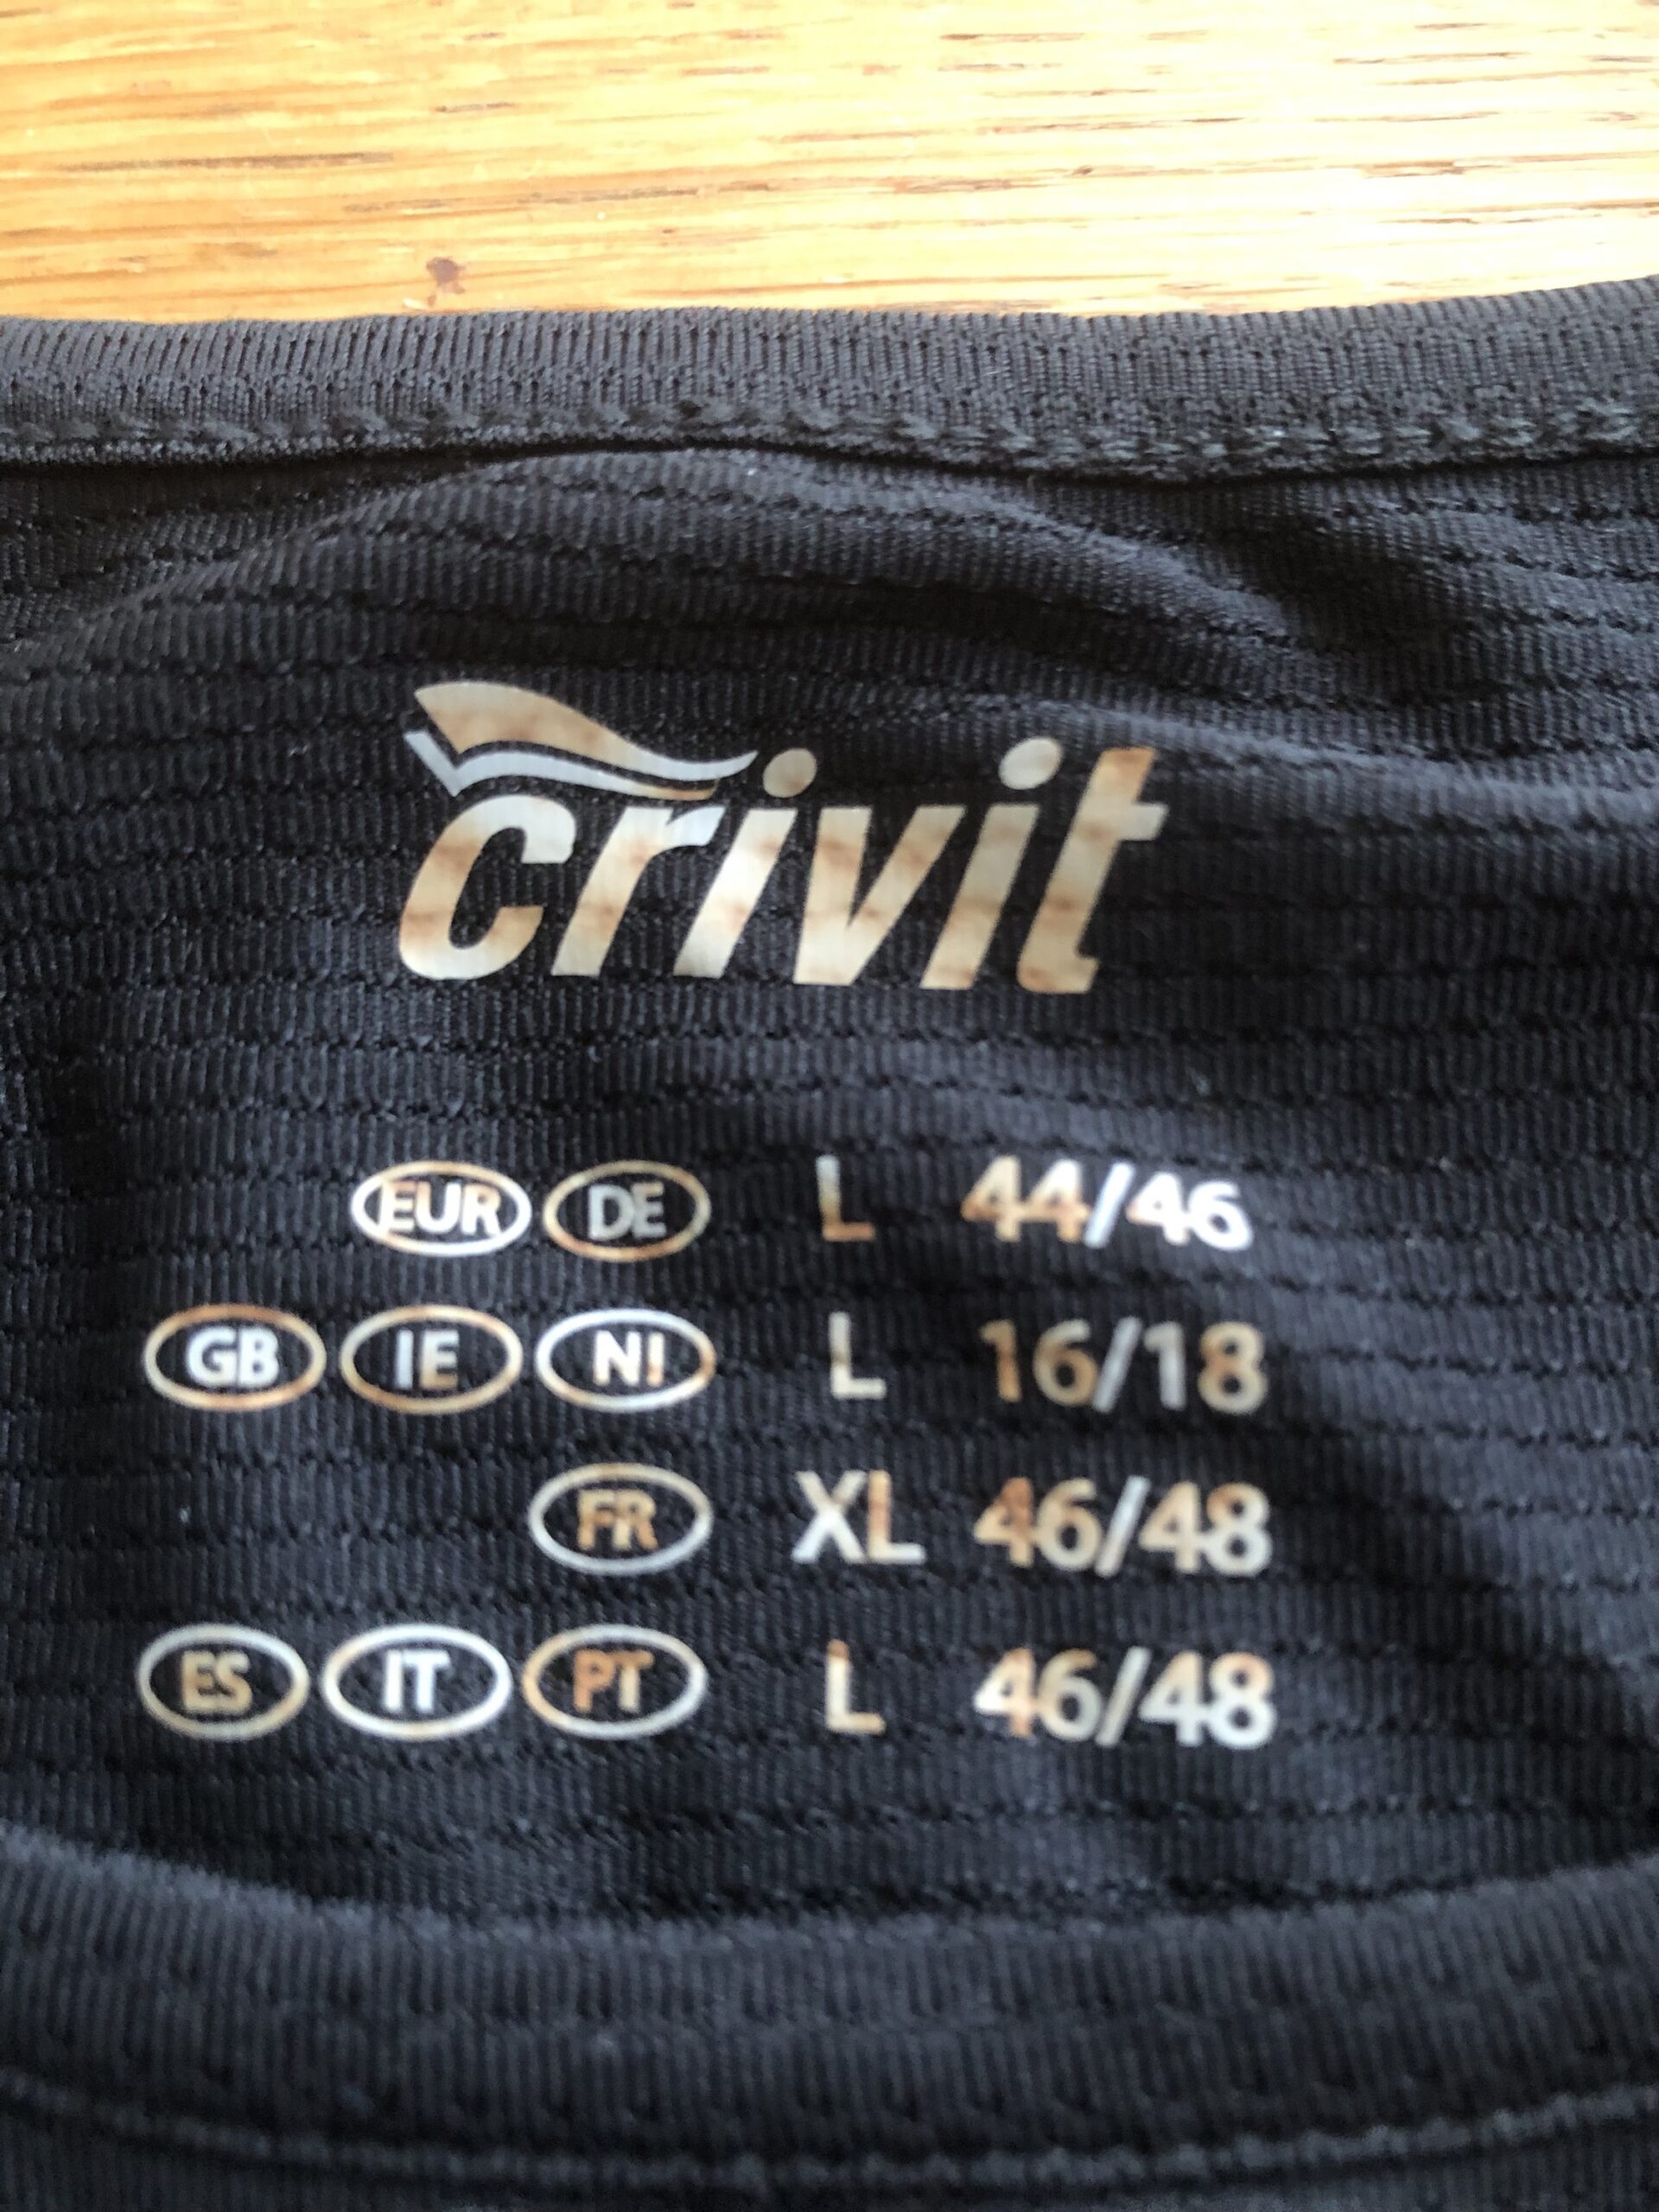 crivit
EUR DE L 44/46
GB IE NI L 16/18
FR XL 46/48
ES IT PT L 46/48